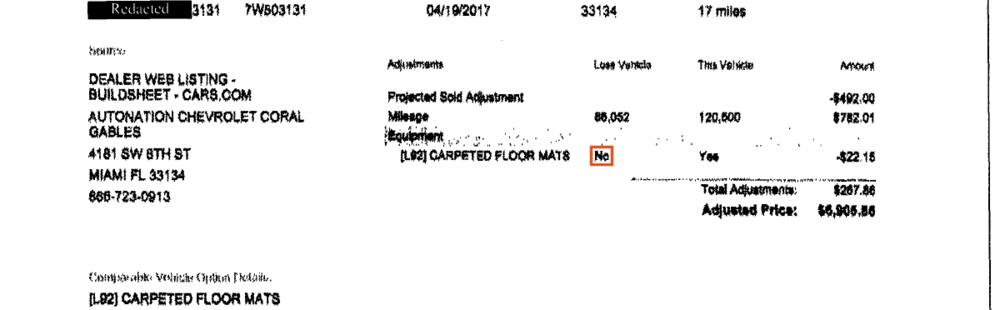 Redacted 3131 7W503131 04/19/2017 33134 17 miles
Source
DEALER WEB LISTING -
BUILDSHEET - CARS.COM
AUTONATION CHEVROLET CORAL
GABLES
4181 SW 8TH ST
MIAMI FL 33134
866-723-0913
Adjustments Loss Vehicle This Vehicle Amount
Projected Sold Adjustment -$492.00
Mileage 86,052 120,600 $782.01
Equipment
[L92] CARPETED FLOOR MATS No Yes -$22.15
Total Adjustments: $267.86
Adjusted Price: $6,905.86
Comparable Vehicle Option Details:
[L92] CARPETED FLOOR MATS